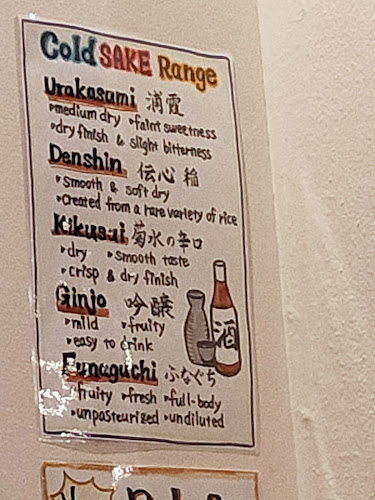 Cold SAKE Range
Urakasumi 浦霞
・medium dry ・faint sweetness
・dry finish & slight bitterness
Denshin 伝心 稲
・smooth & soft dry
・created from a rare variety of rice
Kikusui 菊水の辛口
・dry ・smooth taste
・crisp & dry finish
Ginjo 吟醸
・mild ・fruity
・easy to drink
酒
Funaguchi ふなぐち
・fruity ・fresh ・full-body
・unpasteurized ・undiluted